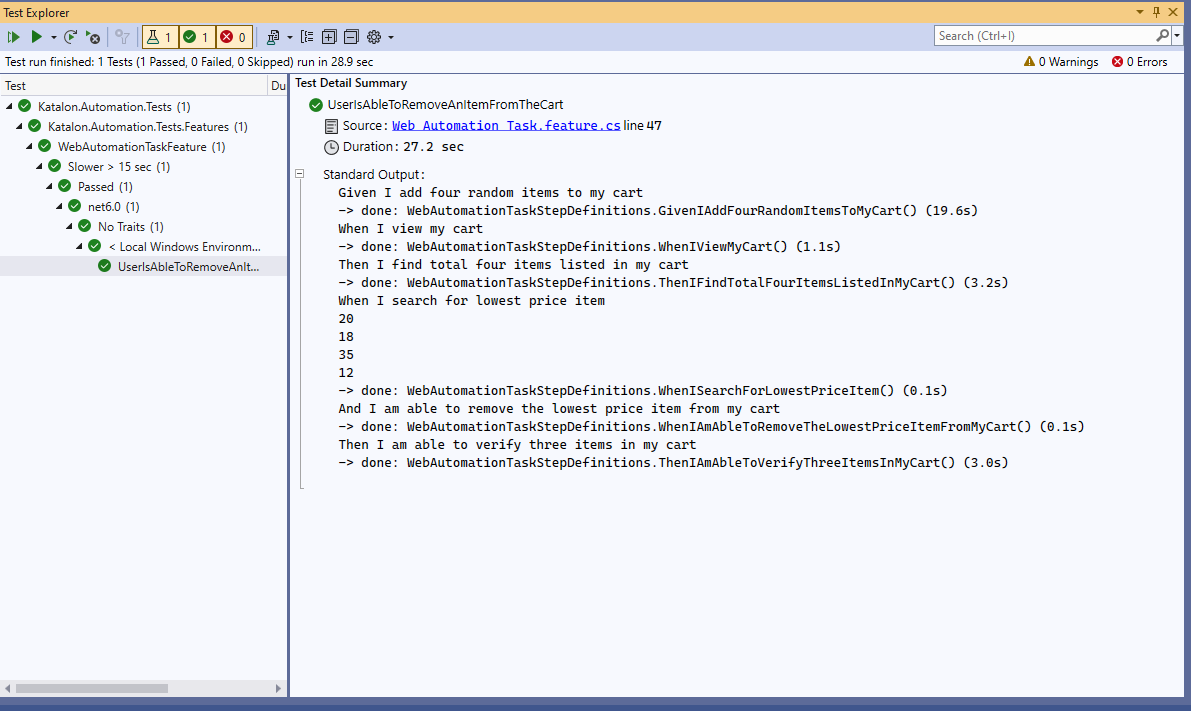 Test Explorer
1 1 0
Search (Ctrl+I)
Test run finished: 1 Tests (1 Passed, 0 Failed, 0 Skipped) run in 28.9 sec
0 Warnings 0 Errors
Test Du
Katalon.Automation.Tests (1)
Katalon.Automation.Tests.Features (1)
WebAutomationTaskFeature (1)
Slower > 15 sec (1)
Passed (1)
net6.0 (1)
No Traits (1)
< Local Windows Environm...
UserIsAbleToRemoveAnIt...
Test Detail Summary
UserIsAbleToRemoveAnItemFromTheCart
Source: Web Automation Task.feature.cs line 47
Duration: 27.2 sec
Standard Output:
Given I add four random items to my cart
-> done: WebAutomationTaskStepDefinitions.GivenIAddFourRandomItemsToMyCart() (19.6s)
When I view my cart
-> done: WebAutomationTaskStepDefinitions.WhenIViewMyCart() (1.1s)
Then I find total four items listed in my cart
-> done: WebAutomationTaskStepDefinitions.ThenIFindTotalFourItemsListedInMyCart() (3.2s)
When I search for lowest price item
20
18
35
12
-> done: WebAutomationTaskStepDefinitions.WhenISearchForLowestPriceItem() (0.1s)
And I am able to remove the lowest price item from my cart
-> done: WebAutomationTaskStepDefinitions.WhenIAmAbleToRemoveTheLowestPriceItemFromMyCart() (0.1s)
Then I am able to verify three items in my cart
-> done: WebAutomationTaskStepDefinitions.ThenIAmAbleToVerifyThreeItemsInMyCart() (3.0s)